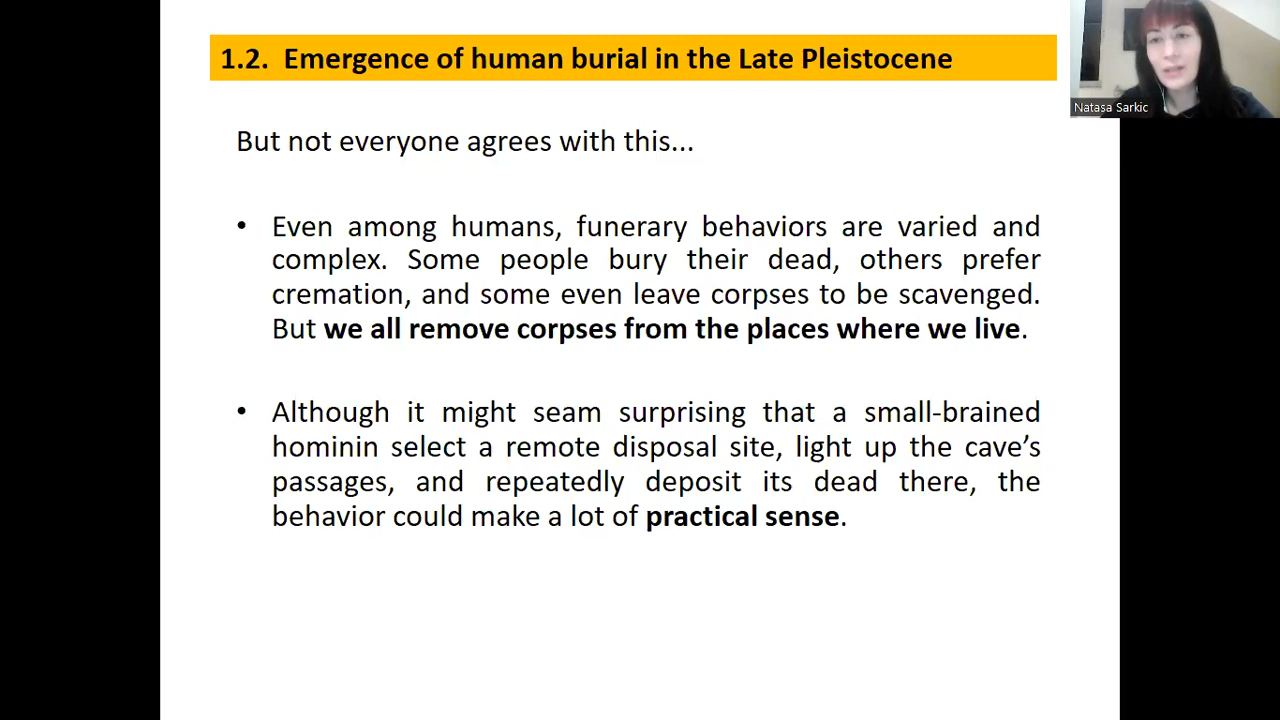 1.2. Emergence of human burial in the Late Pleistocene
Natasa Sarkic
But not everyone agrees with this...
• Even among humans, funerary behaviors are varied and
complex. Some people bury their dead, others prefer
cremation, and some even leave corpses to be scavenged.
But we all remove corpses from the places where we live.
• Although it might seam surprising that a small-brained
hominin select a remote disposal site, light up the cave’s
passages, and repeatedly deposit its dead there, the
behavior could make a lot of practical sense.